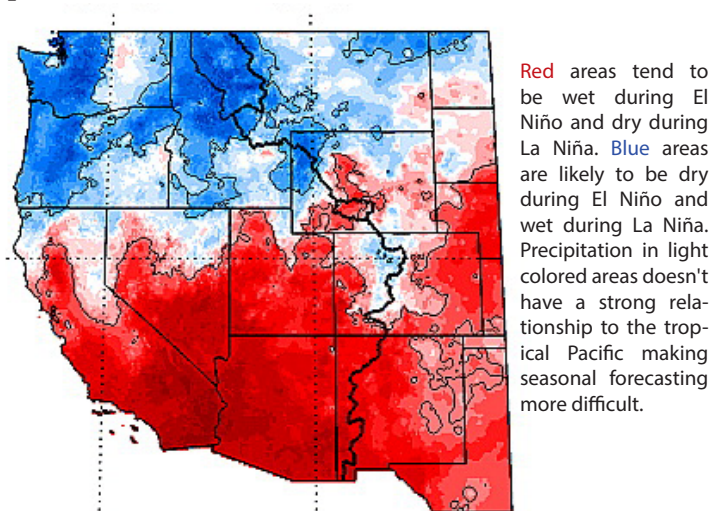 Red areas tend to
be wet during El
Niño and dry during
La Niña. Blue areas
are likely to be dry
during El Niño and
wet during La Niña.
Precipitation in light
colored areas doesn't
have a strong rela-
tionship to the trop-
ical Pacific making
seasonal forecasting
more difficult.